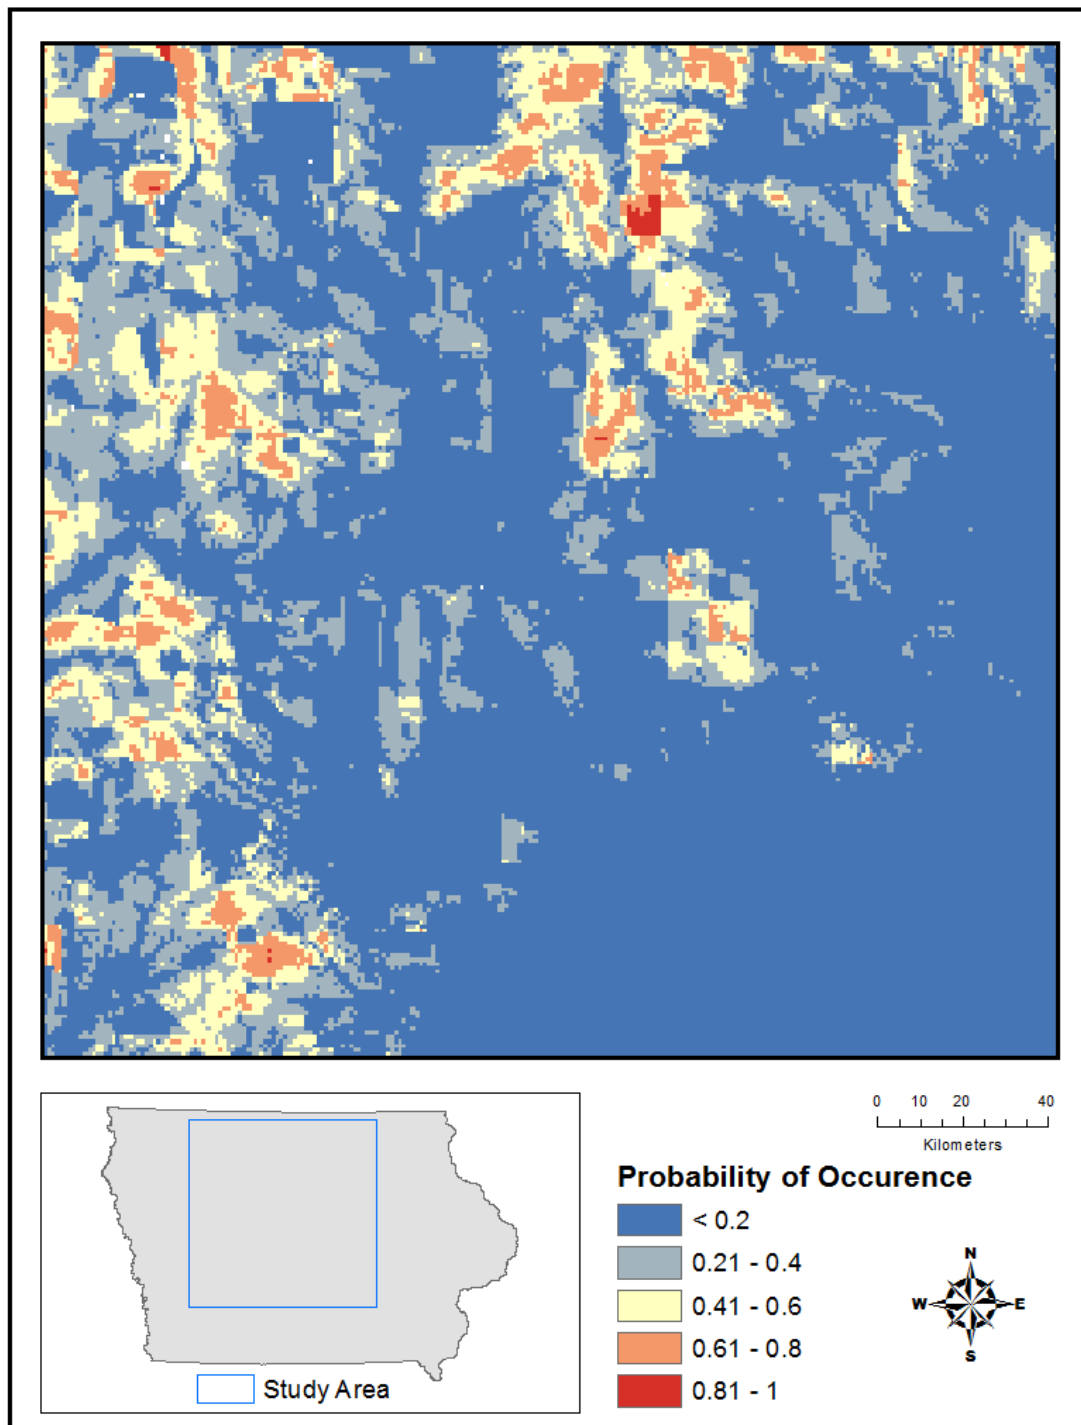 0 10 20 40
Kilometers
Probability of Occurence
< 0.2
0.21 - 0.4
0.41 - 0.6
0.61 - 0.8
0.81 - 1
N
W E
S
Study Area